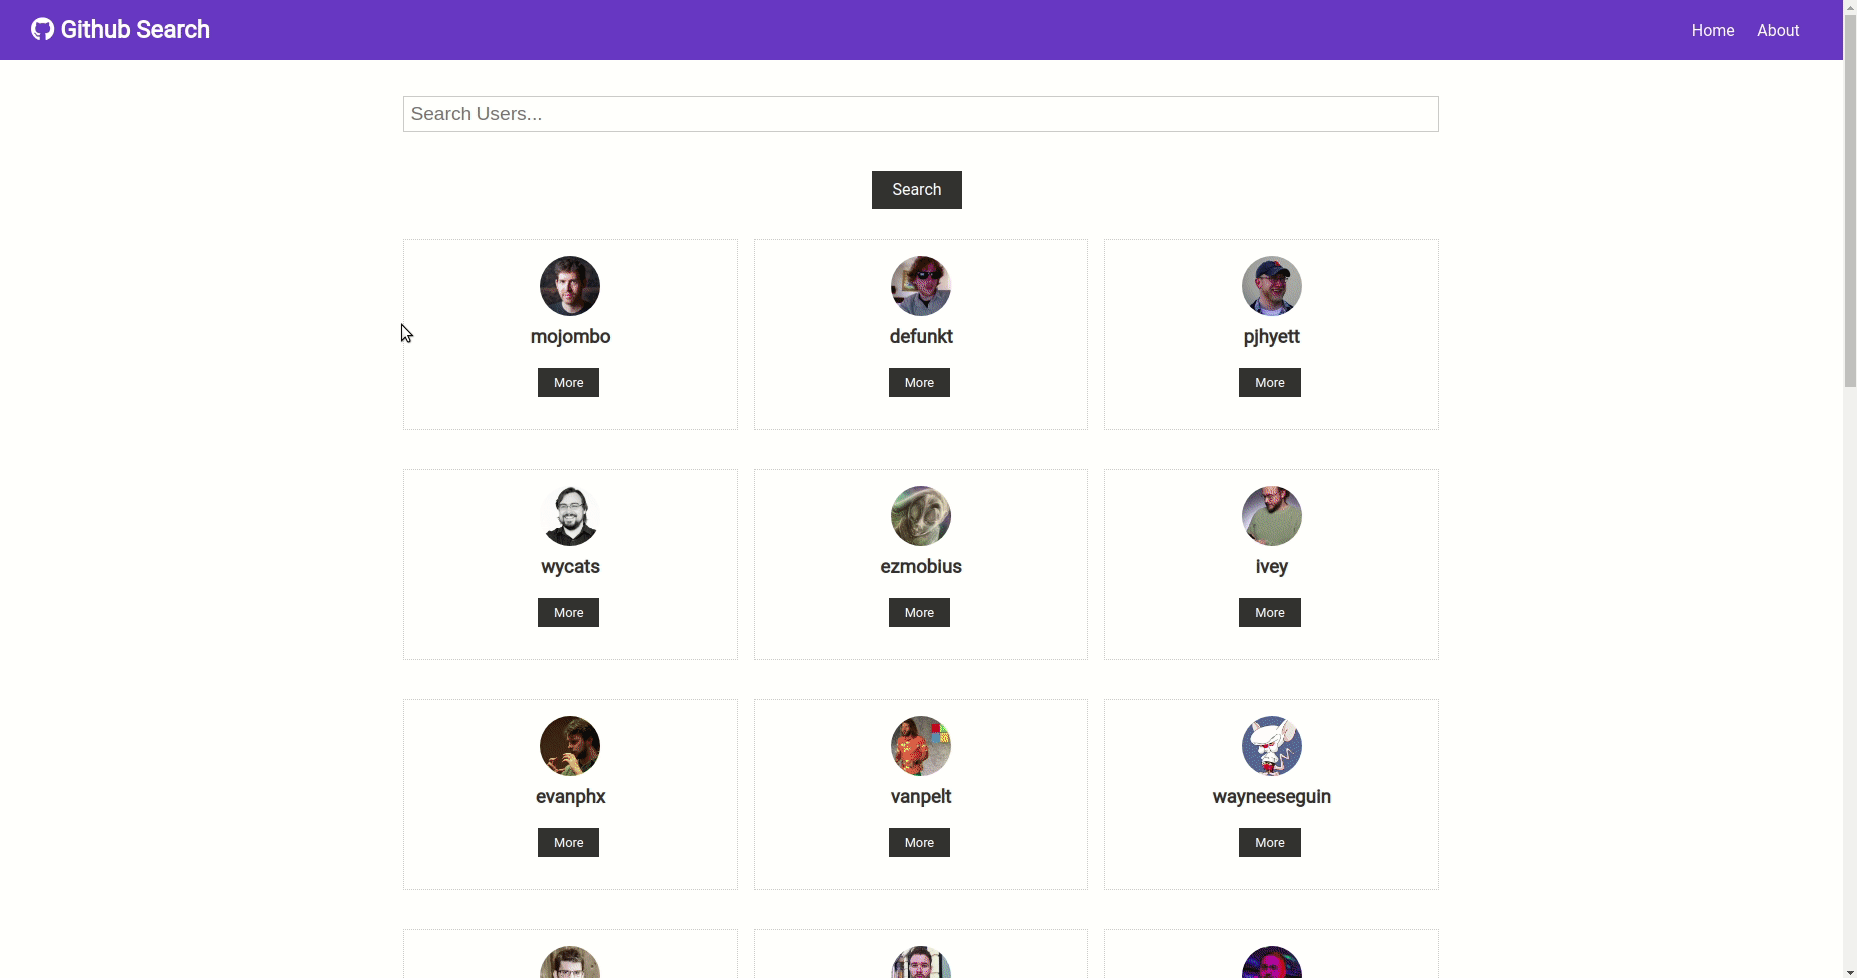 Github Search
Home About
Search Users...
Search
mojombo defunkt pjhyett
More More More
wycats ezmobius ivey
More More More
evanphx vanpelt wayneeseguin
More More More